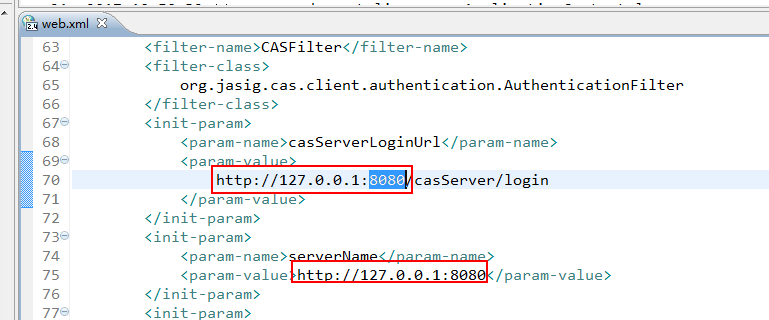 web.xml
63 <filter-name>CASFilter</filter-name>
64 <filter-class>
65 org.jasig.cas.client.authentication.AuthenticationFilter
66 </filter-class>
67 <init-param>
68 <param-name>casServerLoginUrl</param-name>
69 <param-value>
70 http://127.0.0.1:8080/casServer/login
71 </param-value>
72 </init-param>
73 <init-param>
74 <param-name>serverName</param-name>
75 <param-value>http://127.0.0.1:8080</param-value>
76 </init-param>
77 <init-param>